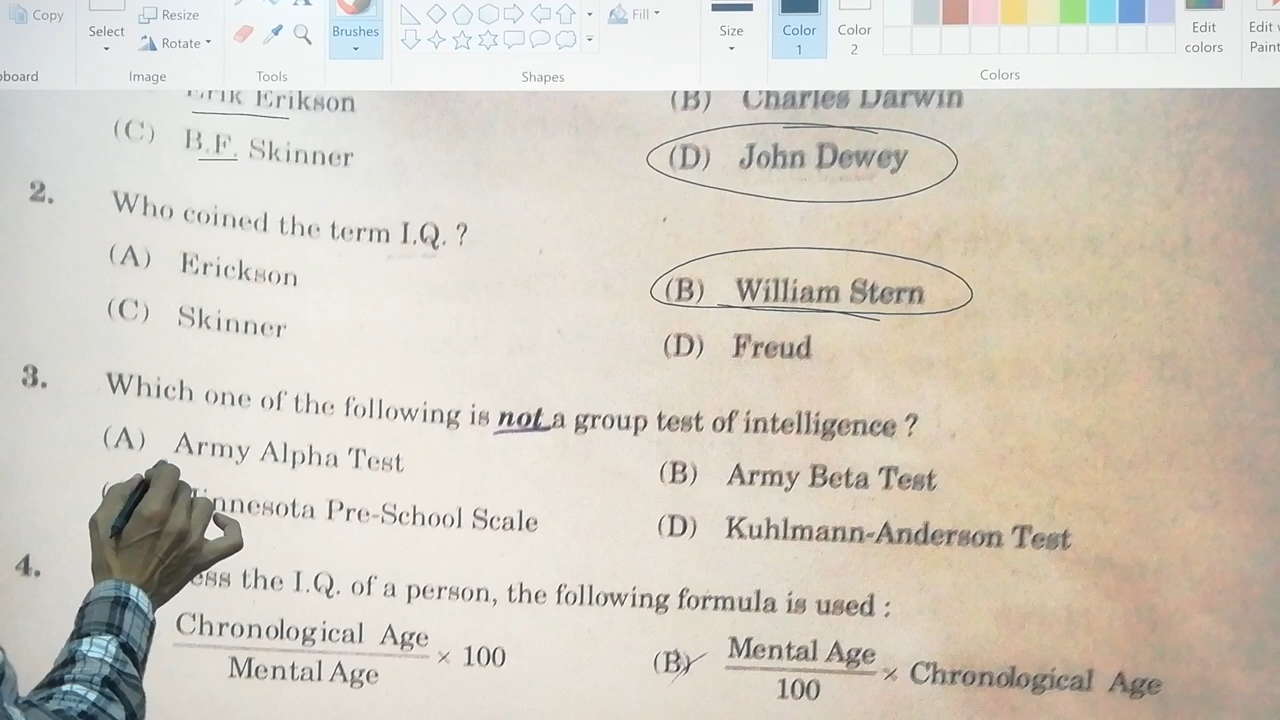 Copy
Resize
Select
Rotate
Image
Tools
Brushes
Shapes
Fill
Size
Color 1
Color 2
Edit colors
Edit
Paint
Colors
Erikson
(B) Charles Darwin
(C) B.F. Skinner
(D) John Dewey
2. Who coined the term I.Q. ?
(A) Erickson
(B) William Stern
(C) Skinner
(D) Freud
3. Which one of the following is not a group test of intelligence ?
(A) Army Alpha Test
(B) Army Beta Test
Pre-School Scale
(D) Kuhlmann-Anderson Test
4. the I.Q. of a person, the following formula is used :
Chronological Age
Mental Age
× 100
(B) Mental Age
100
× Chronological Age